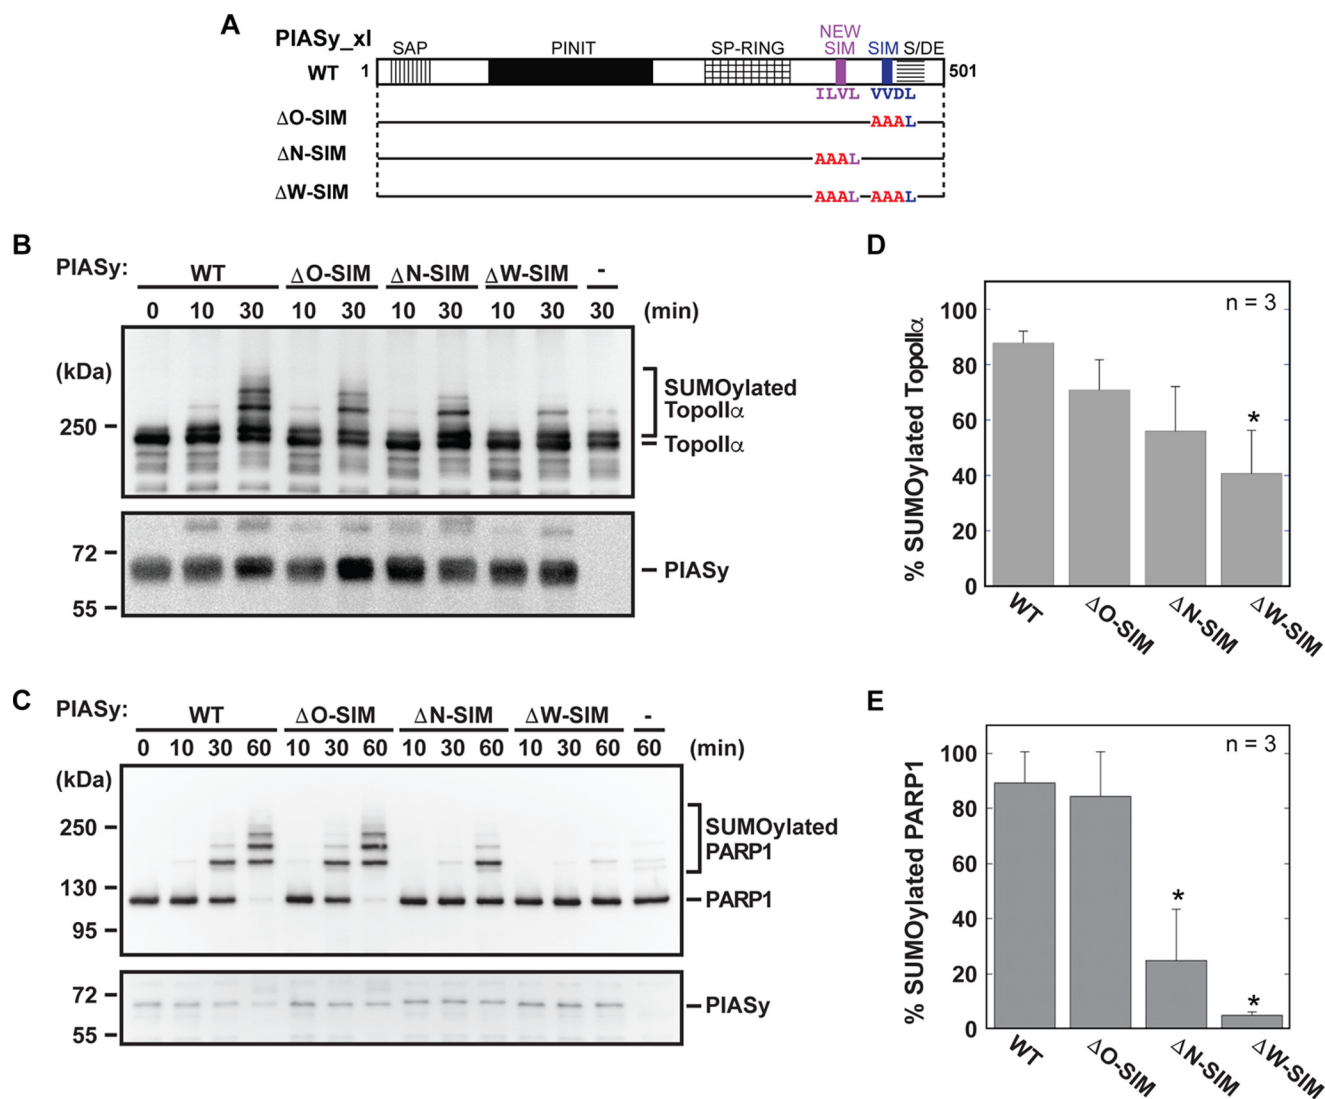 A
PIASy_xl
SAP
PINIT
SP-RING
NEW
SIM
SIM
S/DE
WT
1
501
ILVL
VVDL
ΔO-SIM
AAAL
ΔN-SIM
AAAL
ΔW-SIM
AAAL
AAAL
B
PIASy:
WT
ΔO-SIM
ΔN-SIM
ΔW-SIM
-
0 10 30 10 30 10 30 10 30 30 (min)
(kDa)
250
SUMOylated
TopoIIα
TopoIIα
72
55
PIASy
C
PIASy:
WT
ΔO-SIM
ΔN-SIM
ΔW-SIM
-
0 10 30 60 10 30 60 10 30 60 10 30 60 60 (min)
(kDa)
250
130
95
SUMOylated
PARP1
PARP1
72
55
PIASy
D
% SUMOylated TopoIIα
100
80
60
40
20
0
n = 3
*
WT
ΔO-SIM
ΔN-SIM
ΔW-SIM
E
% SUMOylated PARP1
100
80
60
40
20
0
n = 3
*
*
WT
ΔO-SIM
ΔN-SIM
ΔW-SIM